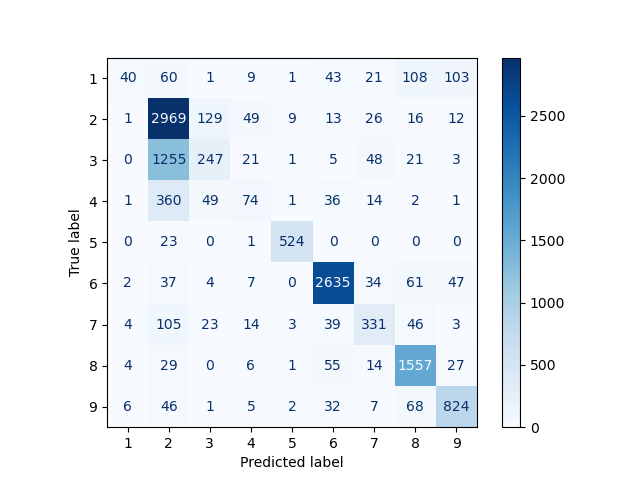 1 40 60 1 9 1 43 21 108 103
2 1 2969 129 49 9 13 26 16 12
3 0 1255 247 21 1 5 48 21 3
4 1 360 49 74 1 36 14 2 1
5 0 23 0 1 524 0 0 0 0
6 2 37 4 7 0 2635 34 61 47
7 4 105 23 14 3 39 331 46 3
8 4 29 0 6 1 55 14 1557 27
9 6 46 1 5 2 32 7 68 824
1 2 3 4 5 6 7 8 9
Predicted label
True label
2500
2000
1500
1000
500
0